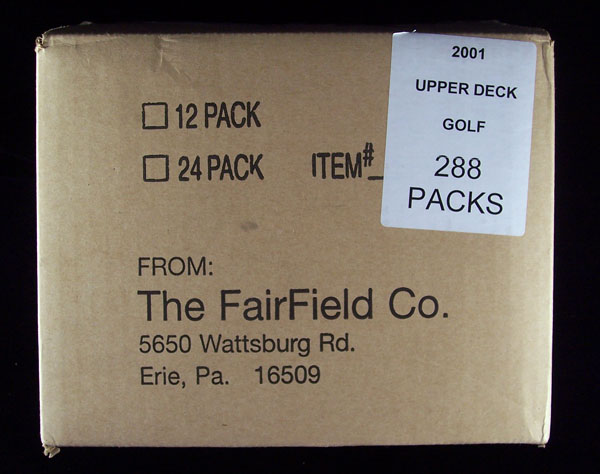 2001
UPPER DECK
GOLF
288
PACKS
☐ 12 PACK
☐ 24 PACK ITEM#_
FROM:
The FairField Co.
5650 Wattsburg Rd.
Erie, Pa. 16509